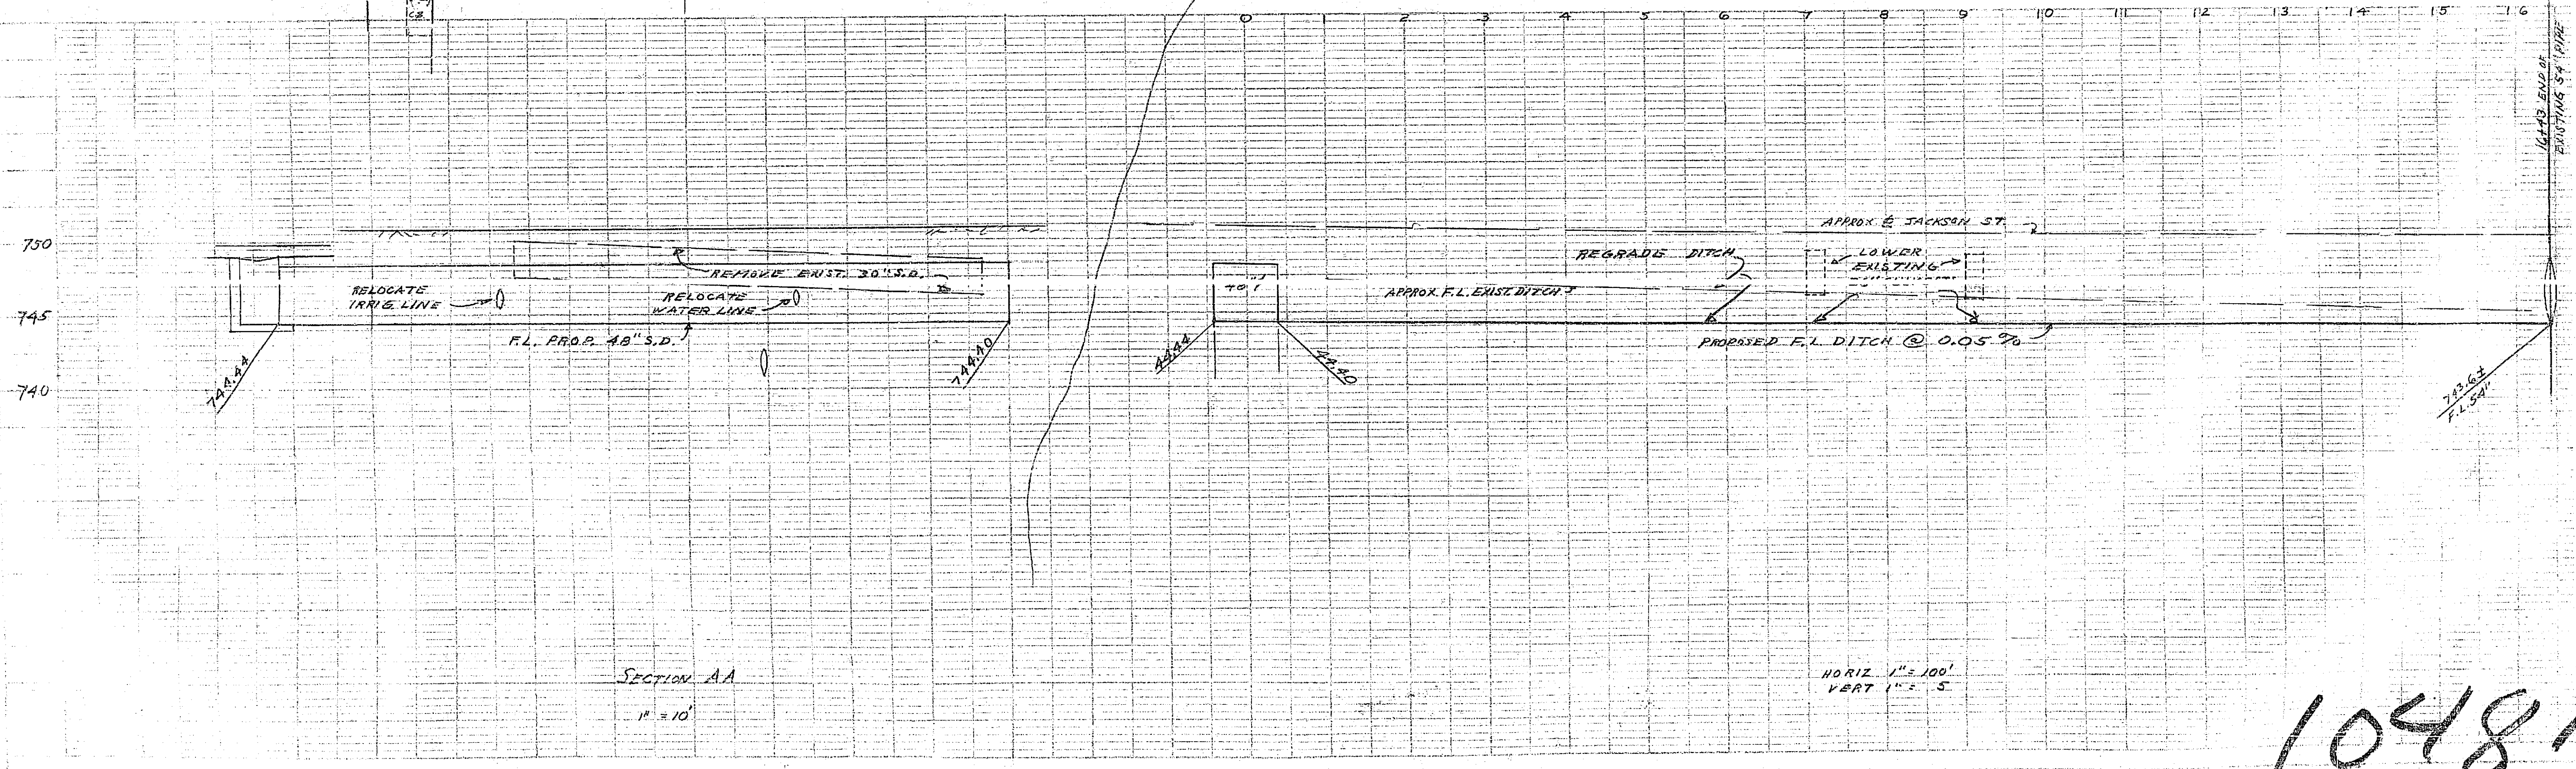 CB
0 1 2 3 4 5 6 7 8 9 10 11 12 13 14 15 16
16+43 END OF
EXISTING 54" PIPE
750
745
740
REMOVE EXIST. 30" S.D.
RELOCATE
IRRIG LINE
RELOCATE
WATER LINE
F.L. PROP. 48" S.D.
744.44
744.40
44.44
44.40
APPROX ℄ JACKSON ST
REGRADE DITCH
LOWER
EXISTING
APPROX. F.L. EXIST. DITCH
PROPOSED F.L DITCH @ 0.05 %
743.6±
F.L. 54"
SECTION AA
1" = 10'
HORIZ 1" = 100'
VERT 1" = 5
1048